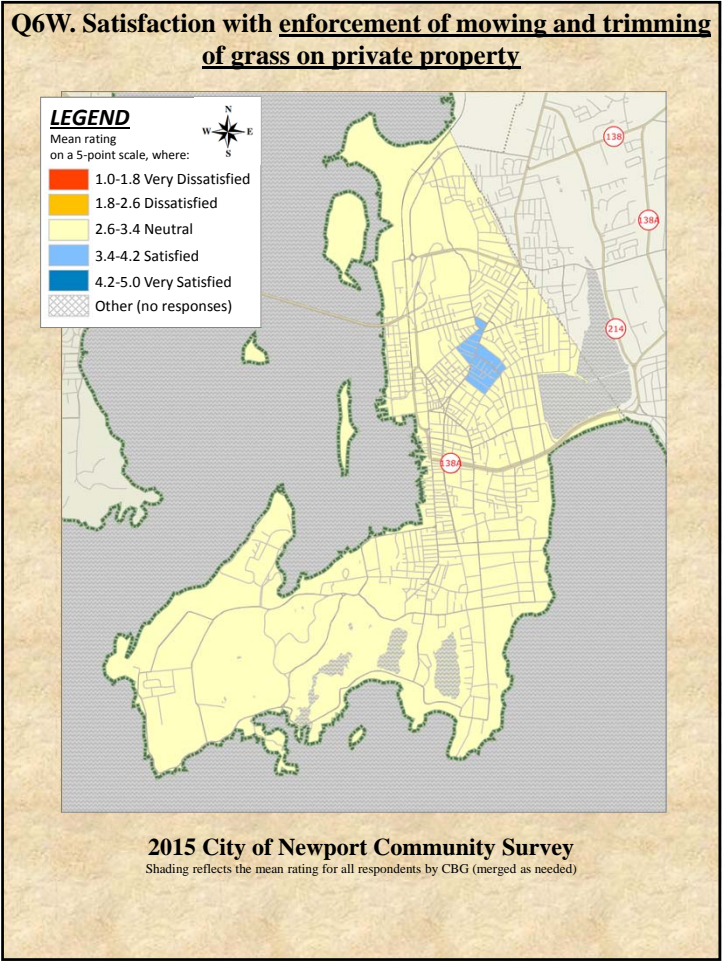 Q6W. Satisfaction with enforcement of mowing and trimming
of grass on private property
LEGEND
Mean rating
on a 5-point scale, where:
N
W E
S
1.0-1.8 Very Dissatisfied
1.8-2.6 Dissatisfied
2.6-3.4 Neutral
3.4-4.2 Satisfied
4.2-5.0 Very Satisfied
Other (no responses)
138
138A
214
138A
2015 City of Newport Community Survey
Shading reflects the mean rating for all respondents by CBG (merged as needed)